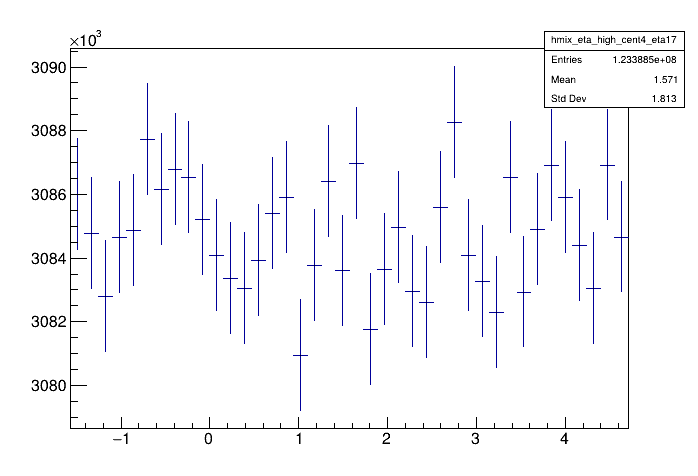 ×10³
hmix_eta_high_cent4_eta17
Entries 1.233885e+08
Mean 1.571
Std Dev 1.813
3090
3088
3086
3084
3082
3080
−1 0 1 2 3 4